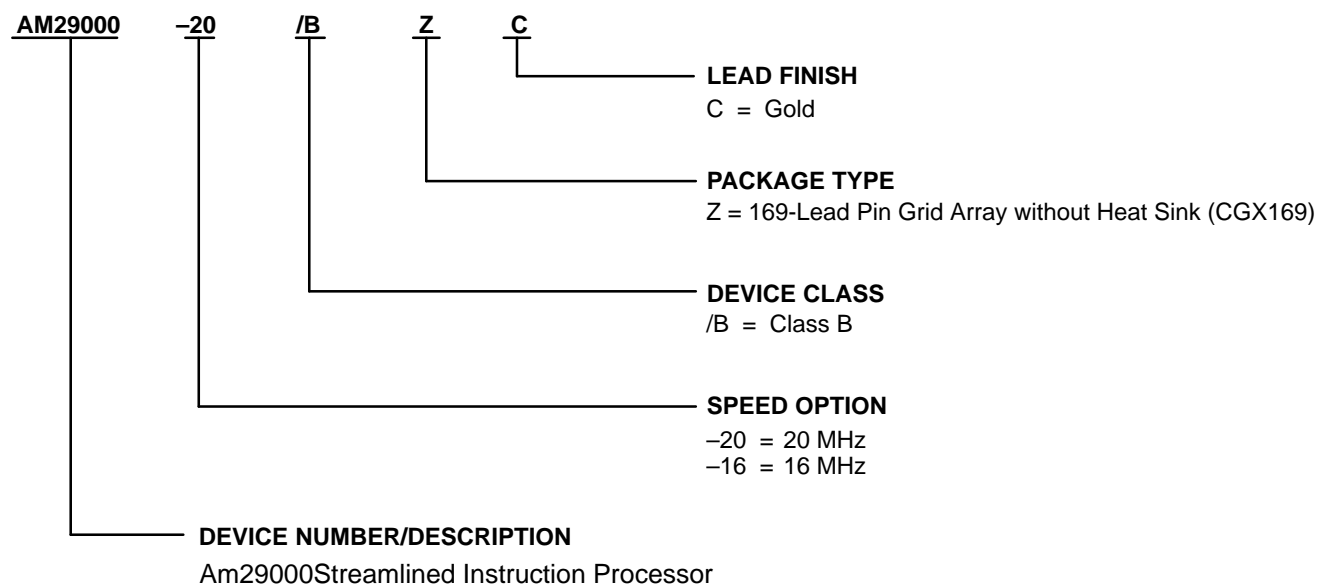 AM29000 –20 /B Z C
LEAD FINISH
C = Gold
PACKAGE TYPE
Z = 169-Lead Pin Grid Array without Heat Sink (CGX169)
DEVICE CLASS
/B = Class B
SPEED OPTION
–20 = 20 MHz
–16 = 16 MHz
DEVICE NUMBER/DESCRIPTION
Am29000Streamlined Instruction Processor